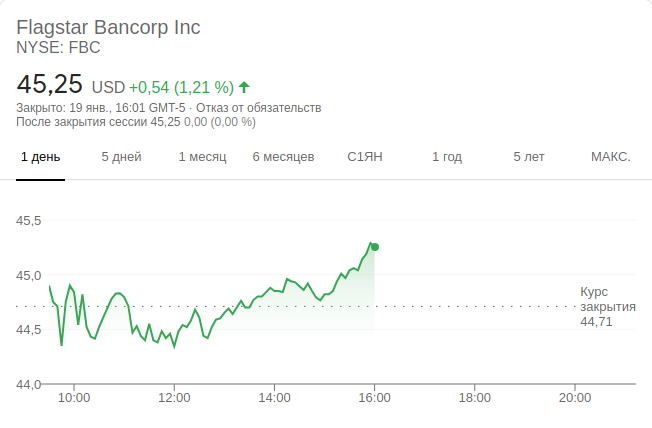 Flagstar Bancorp Inc
NYSE: FBC
45,25 USD +0,54 (1,21 %)
Закрыто: 19 янв., 16:01 GMT-5 · Отказ от обязательств
После закрытия сессии 45,25 0,00 (0,00 %)
1 день 5 дней 1 месяц 6 месяцев С1ЯН 1 год 5 лет МАКС.
45,5
45,0
Курс
закрытия
44,71
44,5
44,0
10:00 12:00 14:00 16:00 18:00 20:00